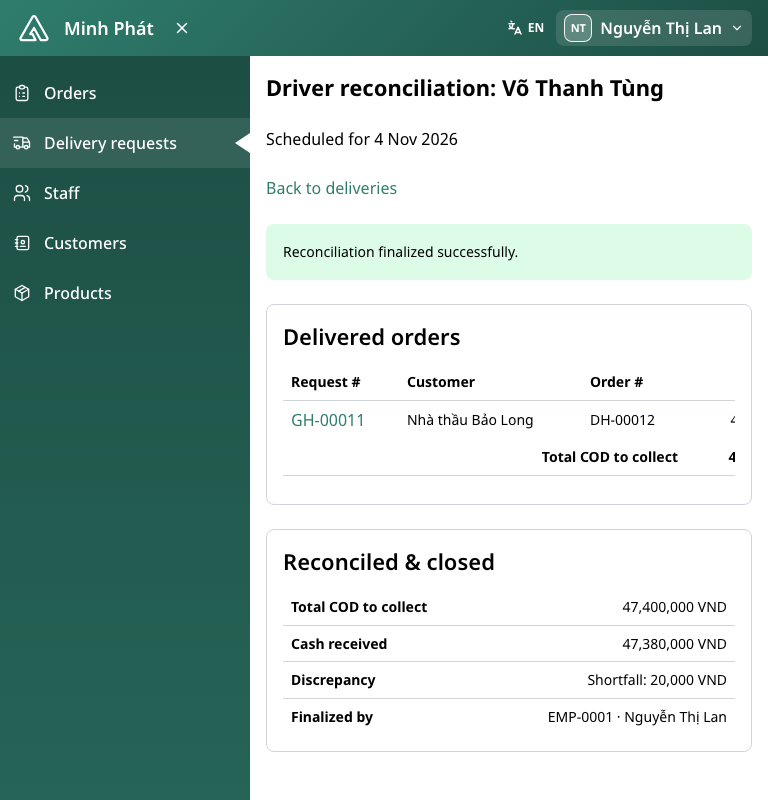 Minh Phát
EN
NT Nguyễn Thị Lan
Orders
Delivery requests
Staff
Customers
Products
Driver reconciliation: Võ Thanh Tùng
Scheduled for 4 Nov 2026
Back to deliveries
Reconciliation finalized successfully.
Delivered orders
Request # Customer Order #
GH-00011 Nhà thầu Bảo Long DH-00012
Total COD to collect 4
Reconciled & closed
Total COD to collect 47,400,000 VND
Cash received 47,380,000 VND
Discrepancy Shortfall: 20,000 VND
Finalized by EMP-0001 · Nguyễn Thị Lan